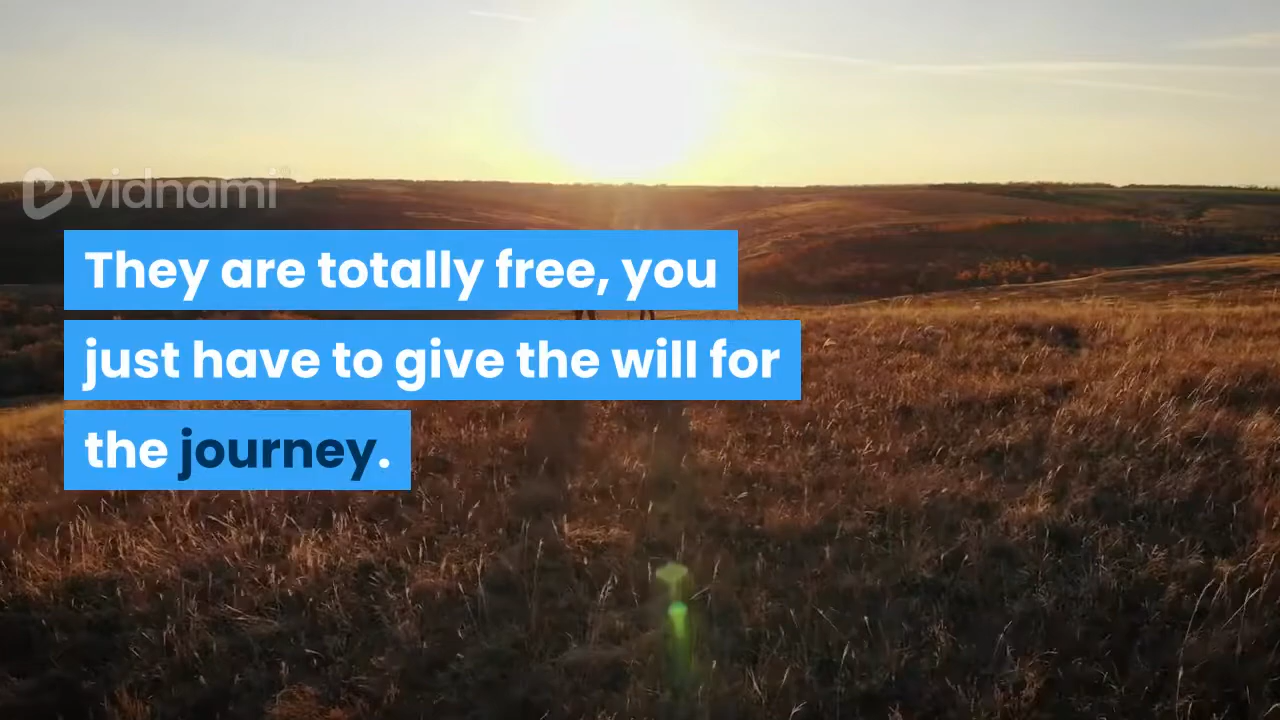 vidnami
They are totally free, you
just have to give the will for
the journey.